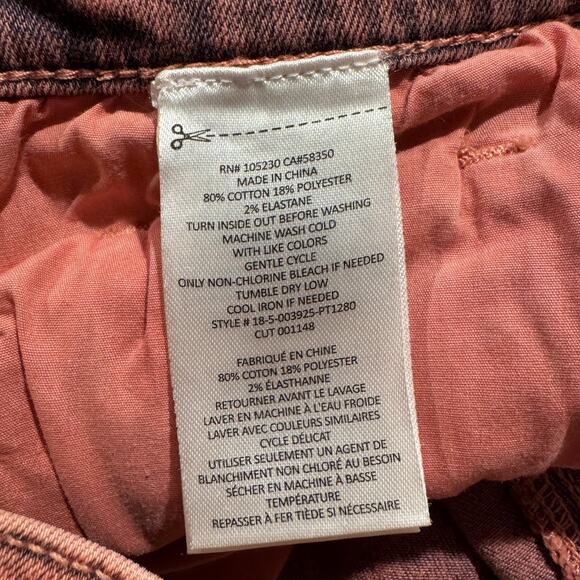 RN# 105230 CA#58350
MADE IN CHINA
80% COTTON 18% POLYESTER
2% ELASTANE
TURN INSIDE OUT BEFORE WASHING
MACHINE WASH COLD
WITH LIKE COLORS
GENTLE CYCLE
ONLY NON-CHLORINE BLEACH IF NEEDED
TUMBLE DRY LOW
COOL IRON IF NEEDED
STYLE # 18-5-003925-PT1280
CUT 001148
FABRIQUÉ EN CHINE
80% COTON 18% POLYESTER
2% ÉLASTHANNE
RETOURNER AVANT LE LAVAGE
LAVER EN MACHINE À L'EAU FROIDE
LAVER AVEC COULEURS SIMILAIRES
CYCLE DÉLICAT
UTILISER SEULEMENT UN AGENT DE
BLANCHIMENT NON CHLORÉ AU BESOIN
SÉCHER EN MACHINE À BASSE
TEMPÉRATURE
REPASSER À FER TIÈDE SI NÉCESSAIRE